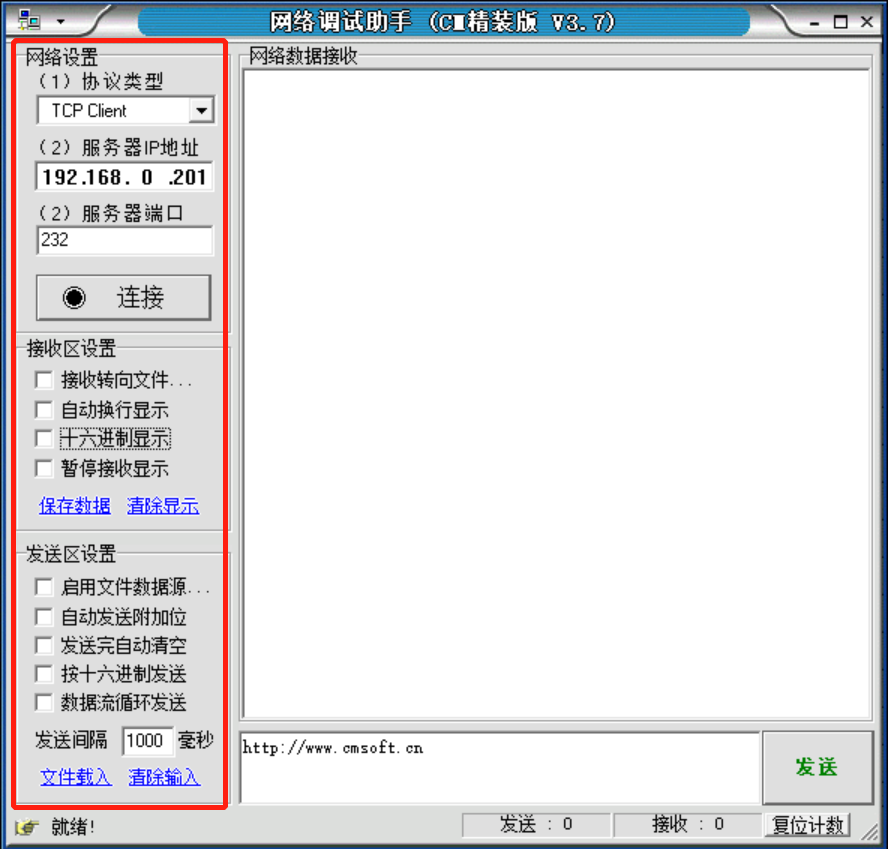 网络调试助手 (CM精装版 V3.7)
网络设置
(1) 协议类型
TCP Client
(2) 服务器IP地址
192.168. 0 .201
(2) 服务器端口
232
连接
接收区设置
接收转向文件...
自动换行显示
十六进制显示
暂停接收显示
保存数据 清除显示
发送区设置
启用文件数据源...
自动发送附加位
发送完自动清空
按十六进制发送
数据流循环发送
发送间隔 1000 毫秒
文件载入 清除输入
网络数据接收
http://www.cmsoft.cn
发送
就绪!
发送 : 0
接收 : 0
复位计数